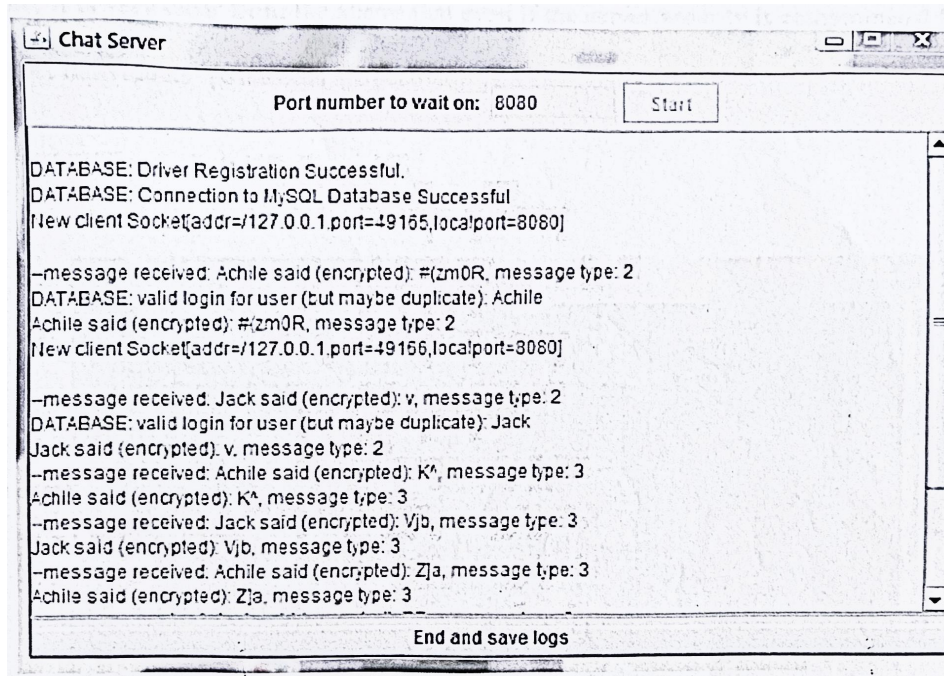 Chat Server
Port number to wait on: 8080 Start
DATABASE: Driver Registration Successful.
DATABASE: Connection to MySQL Database Successful
New client Socket[addr=/127.0.0.1,port=49165,localport=8080]
--message received: Achile said (encrypted): #(zm0R, message type: 2
DATABASE: valid login for user (but maybe duplicate): Achile
Achile said (encrypted): #(zm0R, message type: 2
New client Socket[addr=/127.0.0.1,port=49166,localport=8080]
--message received: Jack said (encrypted): v, message type: 2
DATABASE: valid login for user (but maybe duplicate): Jack
Jack said (encrypted): v, message type: 2
--message received: Achile said (encrypted): K^, message type: 3
Achile said (encrypted): K^, message type: 3
--message received: Jack said (encrypted): Vjb, message type: 3
Jack said (encrypted): Vjb, message type: 3
--message received: Achile said (encrypted): Z]a, message type: 3
Achile said (encrypted): Z]a, message type: 3
End and save logs